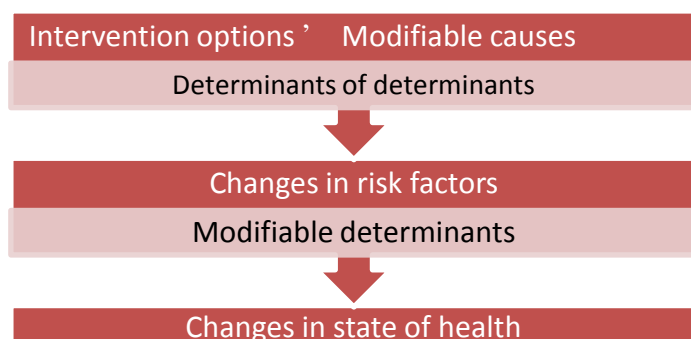 Intervention options ’ Modifiable causes
Determinants of determinants
Changes in risk factors
Modifiable determinants
Changes in state of health